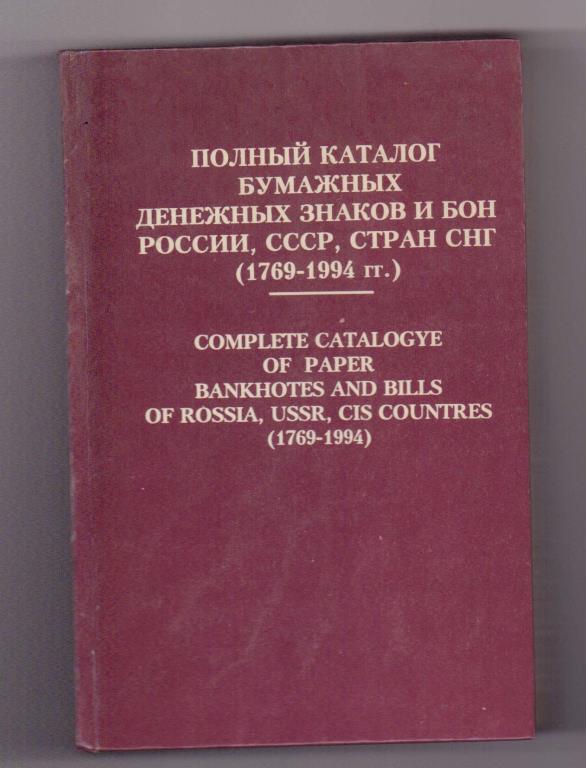 ПОЛНЫЙ КАТАЛОГ
БУМАЖНЫХ
ДЕНЕЖНЫХ ЗНАКОВ И БОН
РОССИИ, СССР, СТРАН СНГ
(1769-1994 гг.)
COMPLETE CATALOGYE
OF PAPER
BANKHOTES AND BILLS
OF ROSSIA, USSR, CIS COUNTRES
(1769-1994)